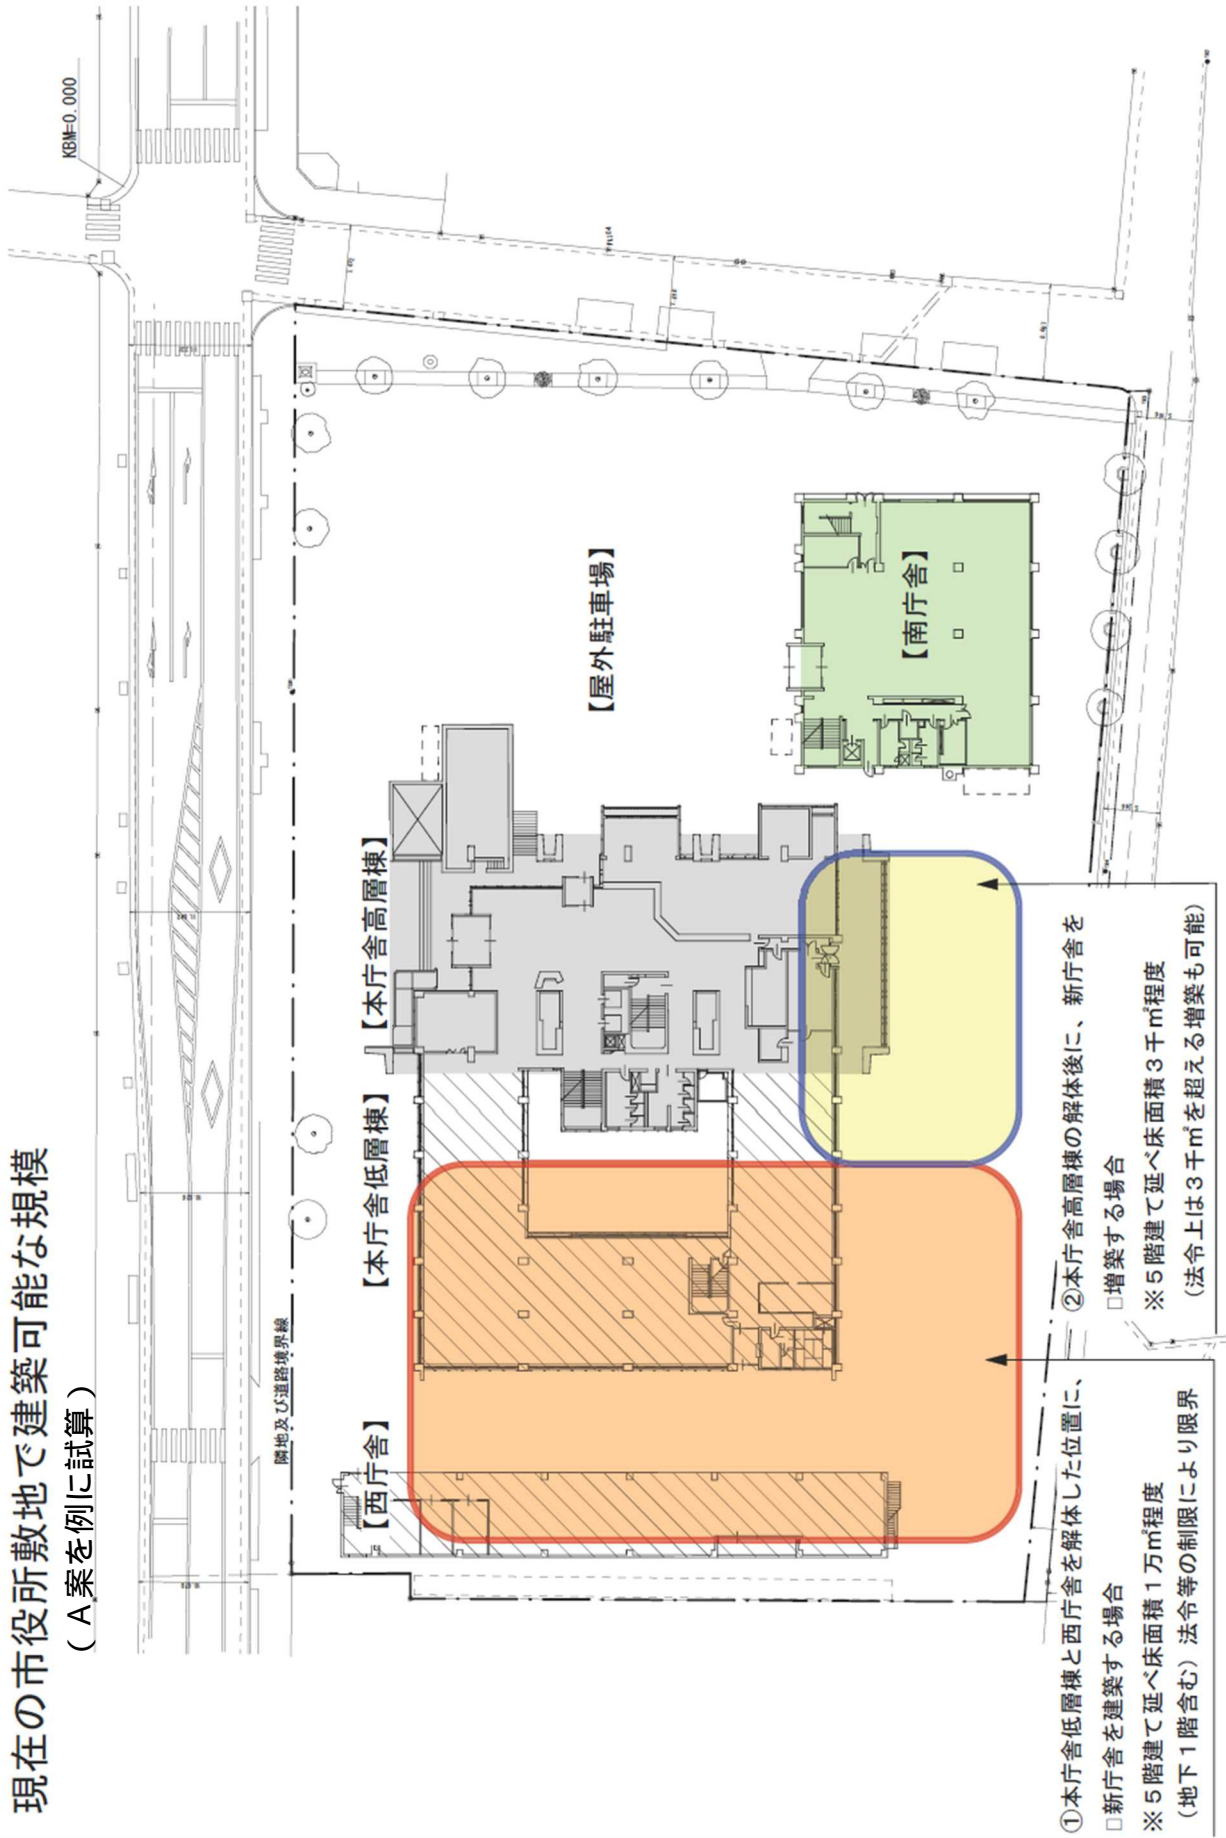 現在の市役所敷地で建築可能な規模
(A案を例に試算)
KBM=0.000
隣地及び道路境界線
【西庁舎】
【本庁舎低層棟】
【本庁舎高層棟】
【屋外駐車場】
【南庁舎】
①本庁舎低層棟と西庁舎を解体した位置に、
□新庁舎を建築する場合
※5階建て延べ床面積1万㎡程度
(地下1階含む)法令等の制限により限界
②本庁舎高層棟の解体後に、新庁舎を
□増築する場合
※5階建て延べ床面積3千㎡程度
(法令上は3千㎡を超える増築も可能)